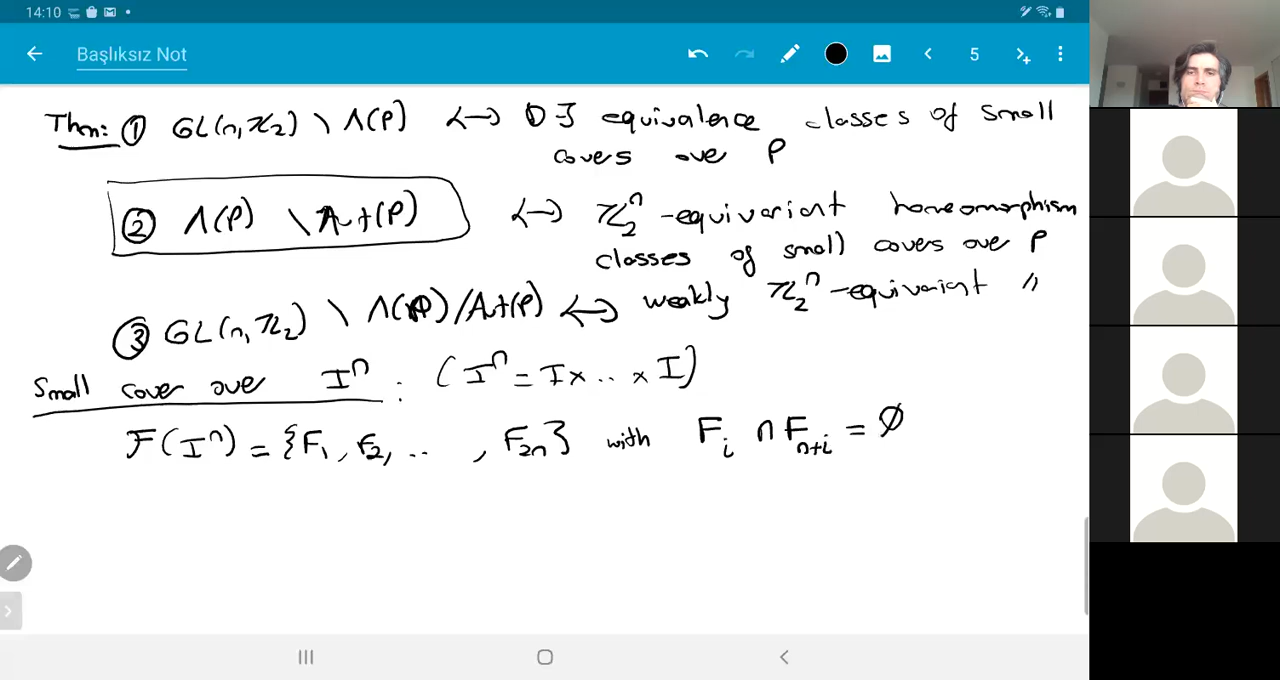 14:10
Başlıksız Not
5
Thm: ① GL(n,ℤ₂) \ Λ(P) ↔ D-J equivalence classes of small
covers over P
② Λ(P) \ Aut(P) ↔ ℤ₂ⁿ-equivariant homeomorphism
classes of small covers over P
③ GL(n,ℤ₂) \ Λ(P) / Aut(P) ↔ weakly ℤ₂ⁿ-equivariant "
Small cover over Iⁿ : (Iⁿ = I x .. x I)
F(Iⁿ) = {F₁, F₂, .. , F₂ₙ} with Fᵢ ∩ Fₙ₊ᵢ = ∅